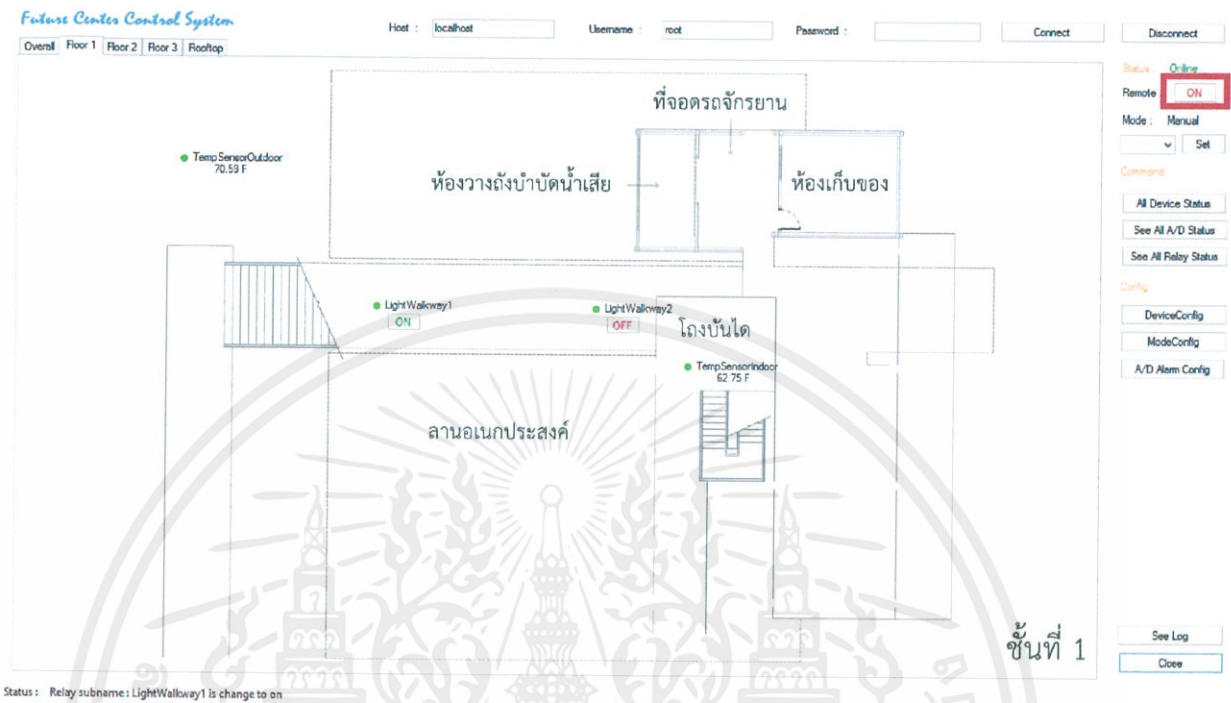 Future Center Control System
Host : localhost Username : root Password : Connect Disconnect
Overall Floor 1 Floor 2 Floor 3 Rooftop
Status : Online
Remote ON
Mode : Manual
Set
Command
All Device Status
See All A/D Status
See All Relay Status
Config
DeviceConfig
ModeConfig
A/D Alarm Config
ที่จอดรถจักรยาน
TempSensorOutdoor
70.59 F
ห้องวางถังบำบัดน้ำเสีย
ห้องเก็บของ
LightWalkway1
ON
LightWalkway2
OFF
โถงบันได
TempSensorIndoor
62.75 F
ลานอเนกประสงค์
ชั้นที่ 1
See Log
Close
Status : Relay subname : LightWalkway1 is change to on